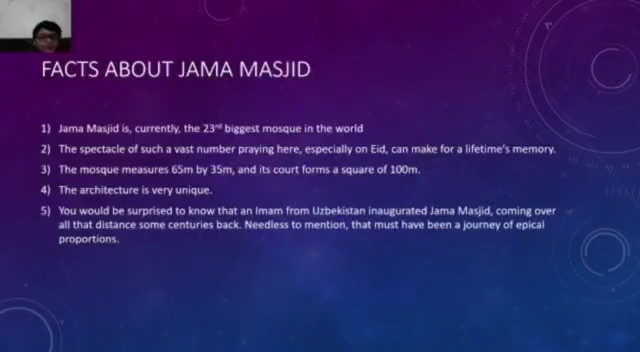 FACTS ABOUT JAMA MASJID
1) Jama Masjid is, currently, the 23rd biggest mosque in the world
2) The spectacle of such a vast number praying here, especially on Eid, can make for a lifetime's memory.
3) The mosque measures 65m by 35m, and its court forms a square of 100m.
4) The architecture is very unique.
5) You would be surprised to know that an Imam from Uzbekistan inaugurated Jama Masjid, coming over
all that distance some centuries back. Needless to mention, that must have been a journey of epical
proportions.